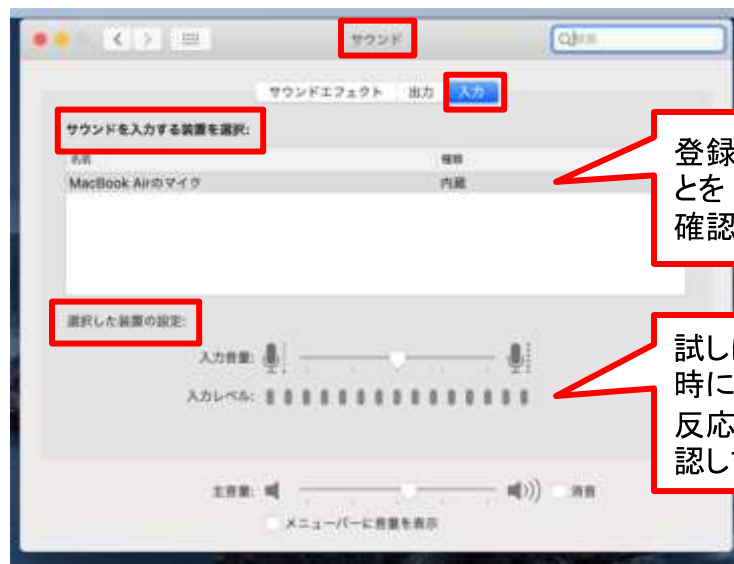 サウンド
検索
サウンドエフェクト 出力 入力
サウンドを入力する装置を選択:
名前 種類
MacBook Airのマイク 内蔵
登録
とを
確認
選択した装置の設定:
入力音量:
入力レベル:
試し
時に
反応
認し
主音量: 消音
メニューバーに音量を表示